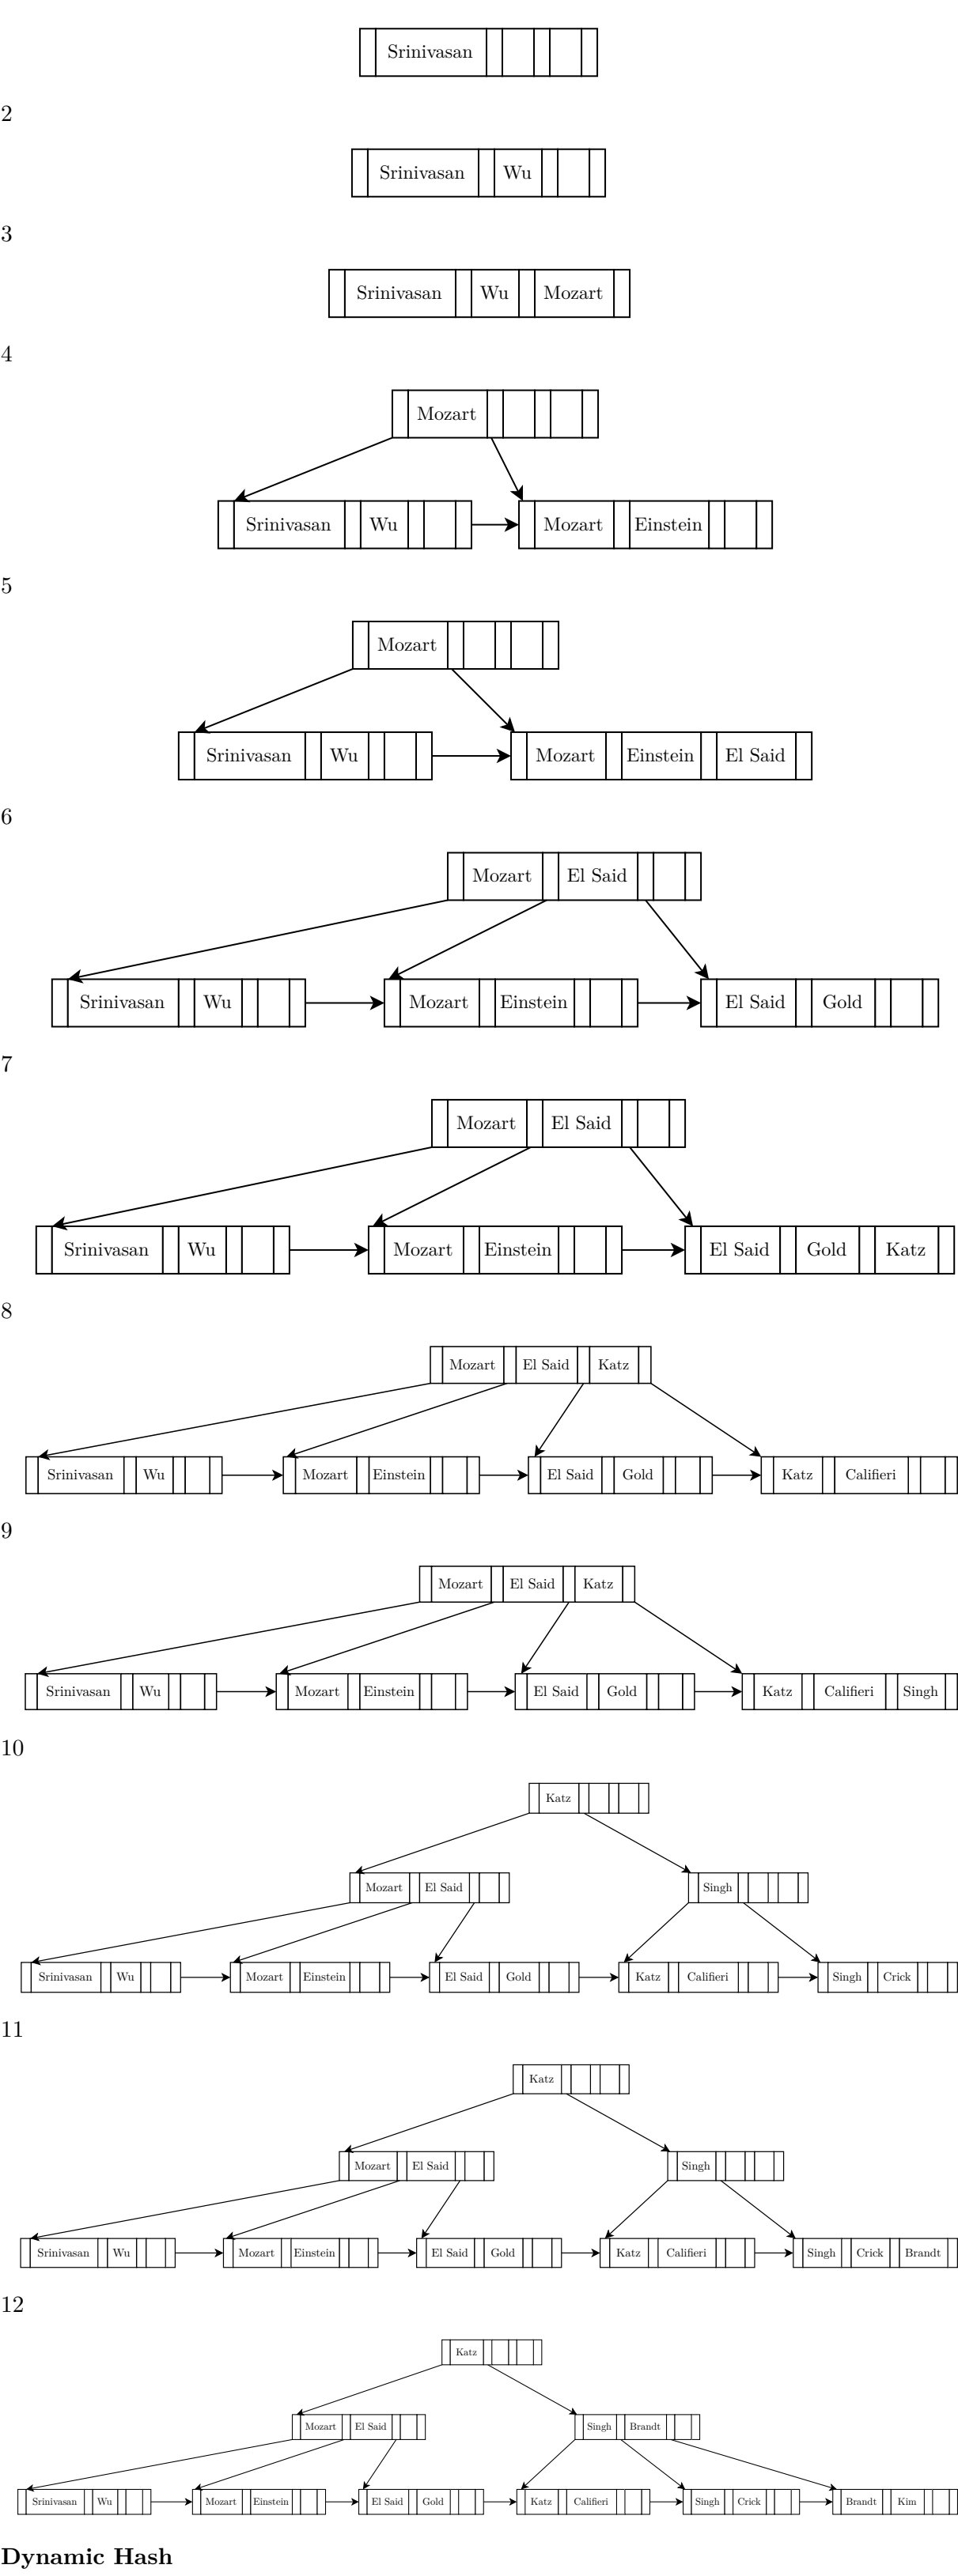 Srinivasan
2
Srinivasan Wu
3
Srinivasan Wu Mozart
4
Mozart
Srinivasan Wu Mozart Einstein
5
Mozart
Srinivasan Wu Mozart Einstein El Said
6
Mozart El Said
Srinivasan Wu Mozart Einstein El Said Gold
7
Mozart El Said
Srinivasan Wu Mozart Einstein El Said Gold Katz
8
Mozart El Said Katz
Srinivasan Wu Mozart Einstein El Said Gold Katz Califieri
9
Mozart El Said Katz
Srinivasan Wu Mozart Einstein El Said Gold Katz Califieri Singh
10
Katz
Mozart El Said Singh
Srinivasan Wu Mozart Einstein El Said Gold Katz Califieri Singh Crick
11
Katz
Mozart El Said Singh
Srinivasan Wu Mozart Einstein El Said Gold Katz Califieri Singh Crick Brandt
12
Katz
Mozart El Said Singh Brandt
Srinivasan Wu Mozart Einstein El Said Gold Katz Califieri Singh Crick Brandt Kim
Dynamic Hash